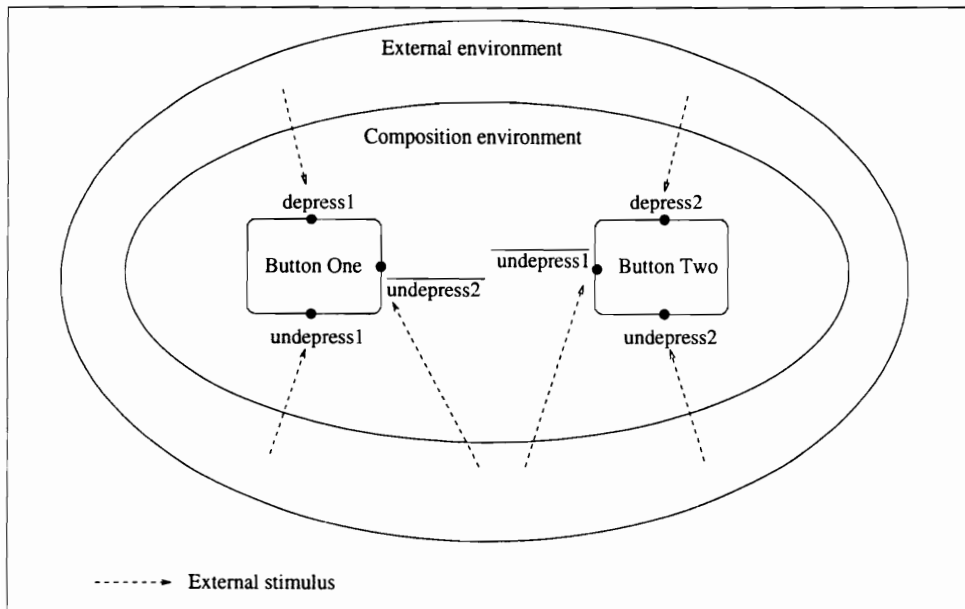 External environment
Composition environment
depress1
depress2
Button One
undepress1
Button Two
undepress2
undepress1
undepress2
External stimulus